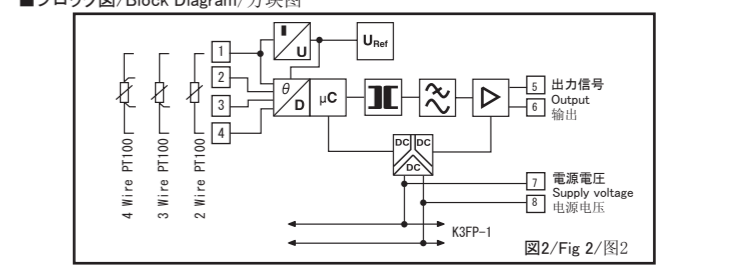 ■ブロック図/Block Diagram/方块图
I
U
URef
1
2
3
4
θ
D
μC
5
6
出力信号
Output
输出
DC DC
DC
7
8
電源電圧
Supply voltage
电源电压
4 Wire PT100
3 Wire PT100
2 Wire PT100
K3FP-1
図2/Fig 2/图2